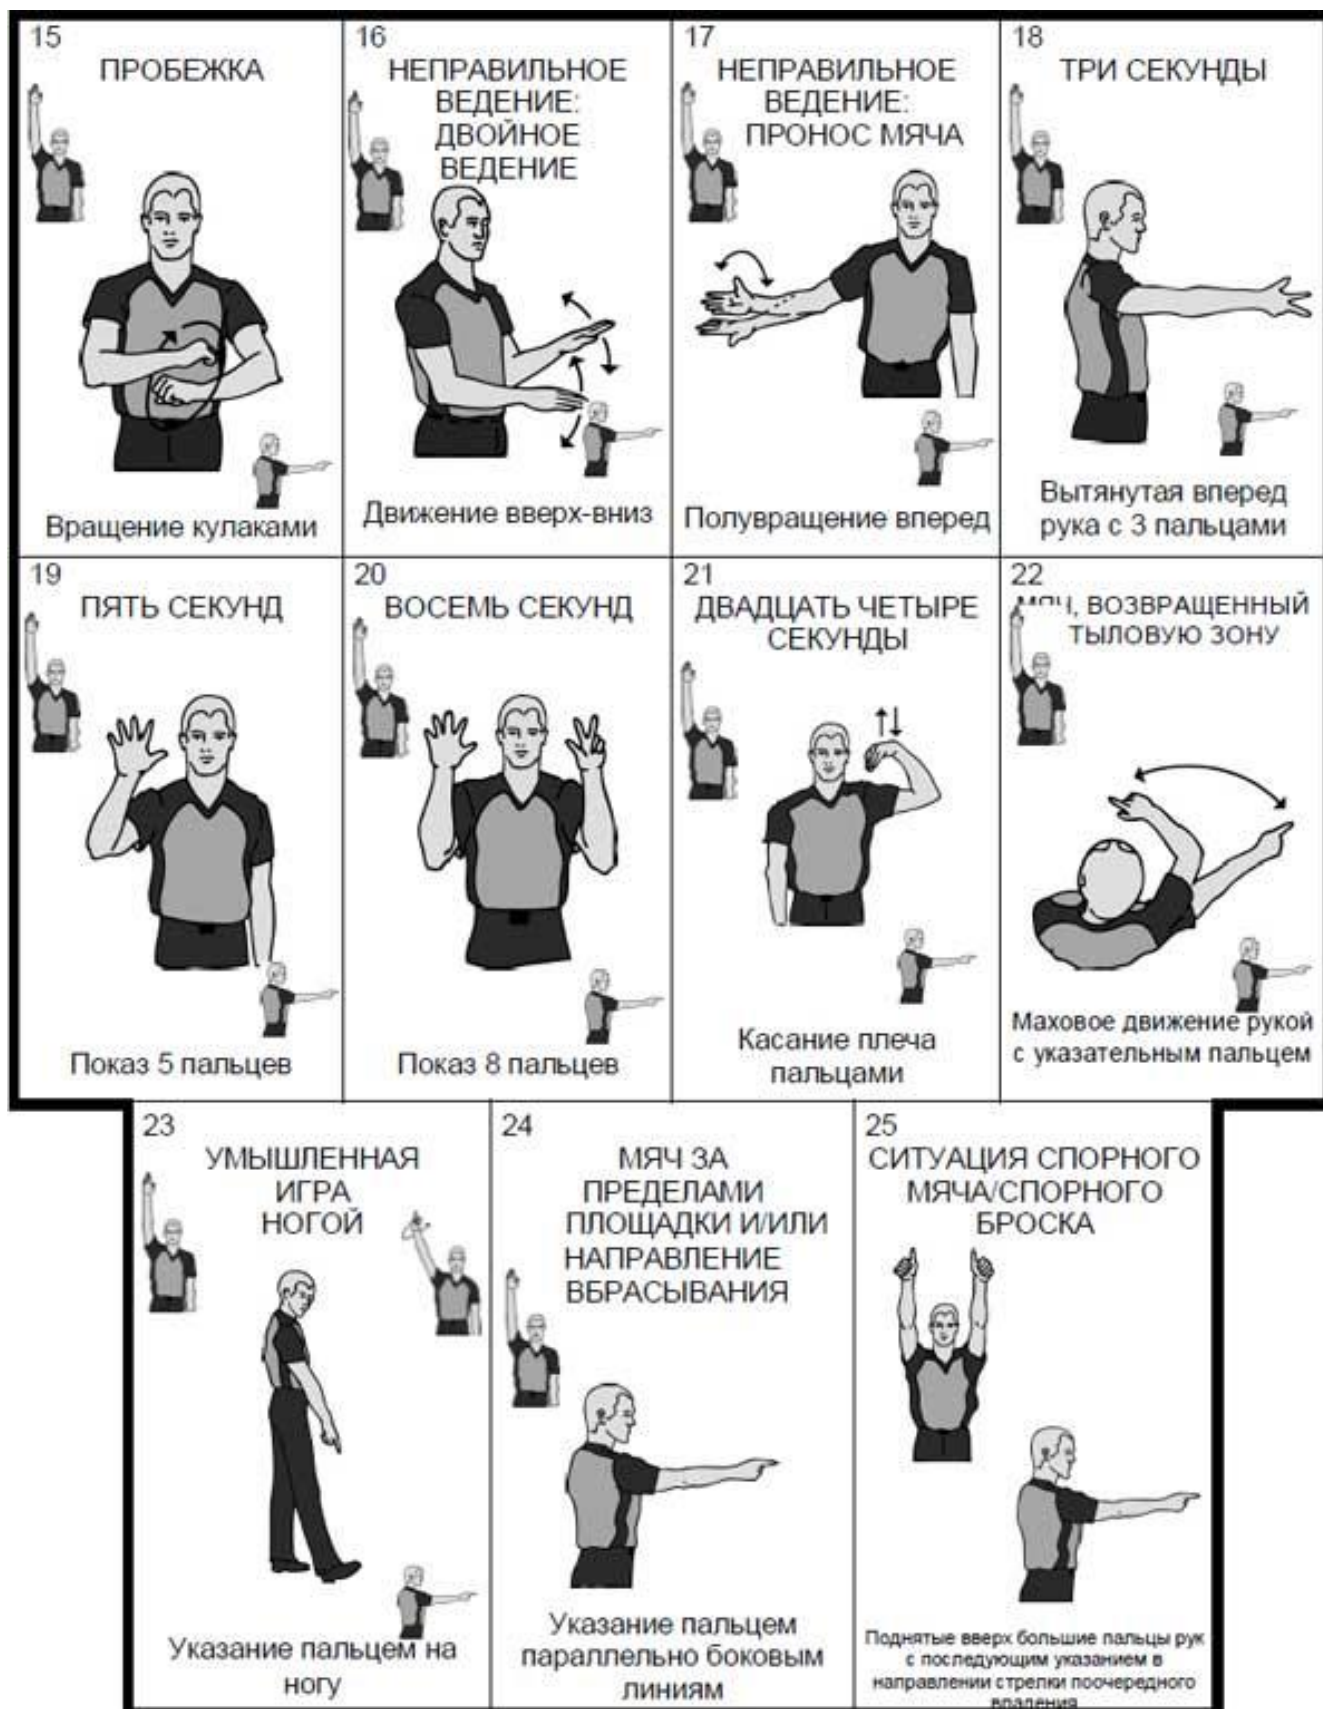 15
ПРОБЕЖКА
Вращение кулаками
16
НЕПРАВИЛЬНОЕ
ВЕДЕНИЕ:
ДВОЙНОЕ
ВЕДЕНИЕ
Движение вверх-вниз
17
НЕПРАВИЛЬНОЕ
ВЕДЕНИЕ:
ПРОНОС МЯЧА
Полувращение вперед
18
ТРИ СЕКУНДЫ
Вытянутая вперед
рука с 3 пальцами
19
ПЯТЬ СЕКУНД
Показ 5 пальцев
20
ВОСЕМЬ СЕКУНД
Показ 8 пальцев
21
ДВАДЦАТЬ ЧЕТЫРЕ
СЕКУНДЫ
Касание плеча
пальцами
22
МЯЧ, ВОЗВРАЩЕННЫЙ
ТЫЛОВУЮ ЗОНУ
Маховое движение рукой
с указательным пальцем
23
УМЫШЛЕННАЯ
ИГРА
НОГОЙ
Указание пальцем на
ногу
24
МЯЧ ЗА
ПРЕДЕЛАМИ
ПЛОЩАДКИ И/ИЛИ
НАПРАВЛЕНИЕ
ВБРАСЫВАНИЯ
Указание пальцем
параллельно боковым
линиям
25
СИТУАЦИЯ СПОРНОГО
МЯЧА/СПОРНОГО
БРОСКА
Поднятые вверх большие пальцы рук
с последующим указанием в
направлении стрелки поочередного
владения